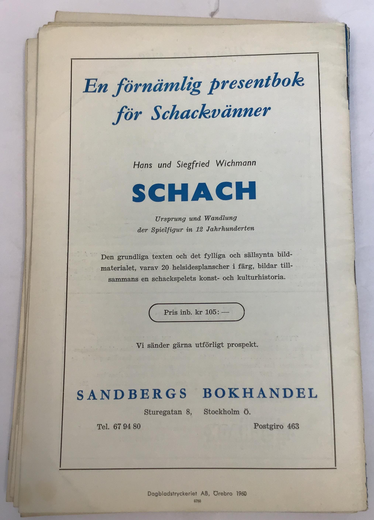 En förnämlig presentbok
för Schackvänner
Hans und Siegfried Wichmann
SCHACH
Ursprung und Wandlung
der Spielfigur in 12 Jahrhunderten
Den grundliga texten och det fylliga och sällsynta bild-
materialet, varav 20 helsidesplanscher i färg, bildar till-
sammans en schackspelets konst- och kulturhistoria.
Pris inb. kr 105:—
Vi sänder gärna utförligt prospekt.
SANDBERGS BOKHANDEL
Sturegatan 8, Stockholm Ö.
Tel. 67 94 80 Postgiro 463
Dagbladstryckeriet AB, Örebro 1960